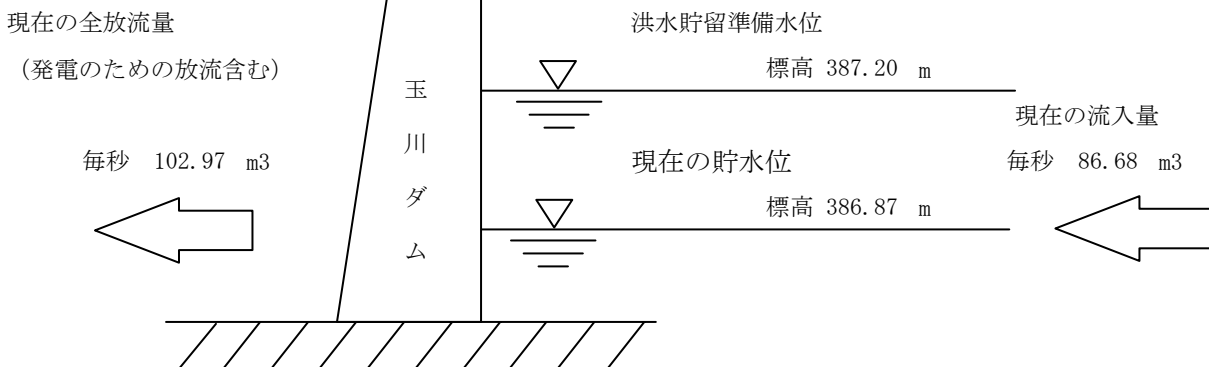 現在の全放流量
（発電のための放流含む）
毎秒 102.97 m3
玉川ダム
洪水貯留準備水位
標高 387.20 m
現在の貯水位
標高 386.87 m
現在の流入量
毎秒 86.68 m3